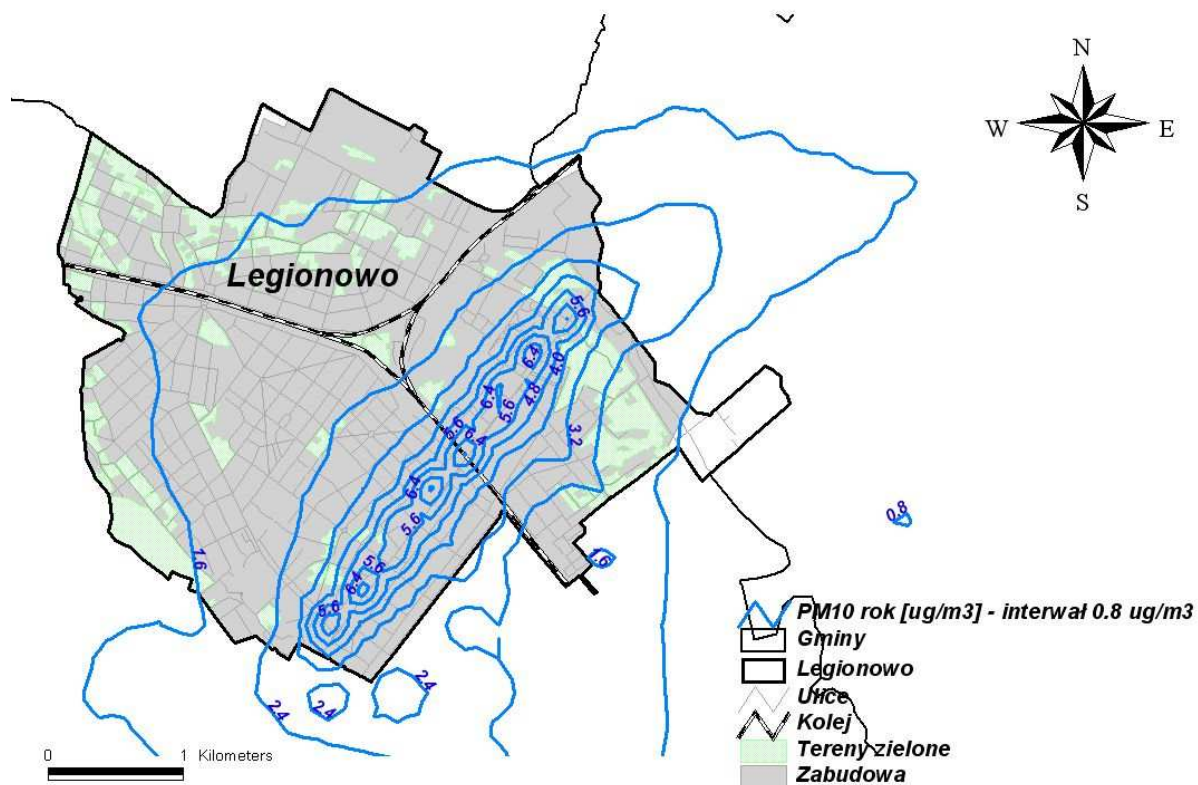 N
W E
S
Legionowo
5.6
6.4
4.0
6.4
4.8
5.6
5.6
6.4
3.2
6.4
5.6
1.6
5.6
6.4
5.6
1.6
0.8
2.4
2.4
2.4
PM10 rok [ug/m3] - interwał 0.8 ug/m3
Gminy
Legionowo
Ulice
Kolej
Tereny zielone
Zabudowa
0 1 Kilometers